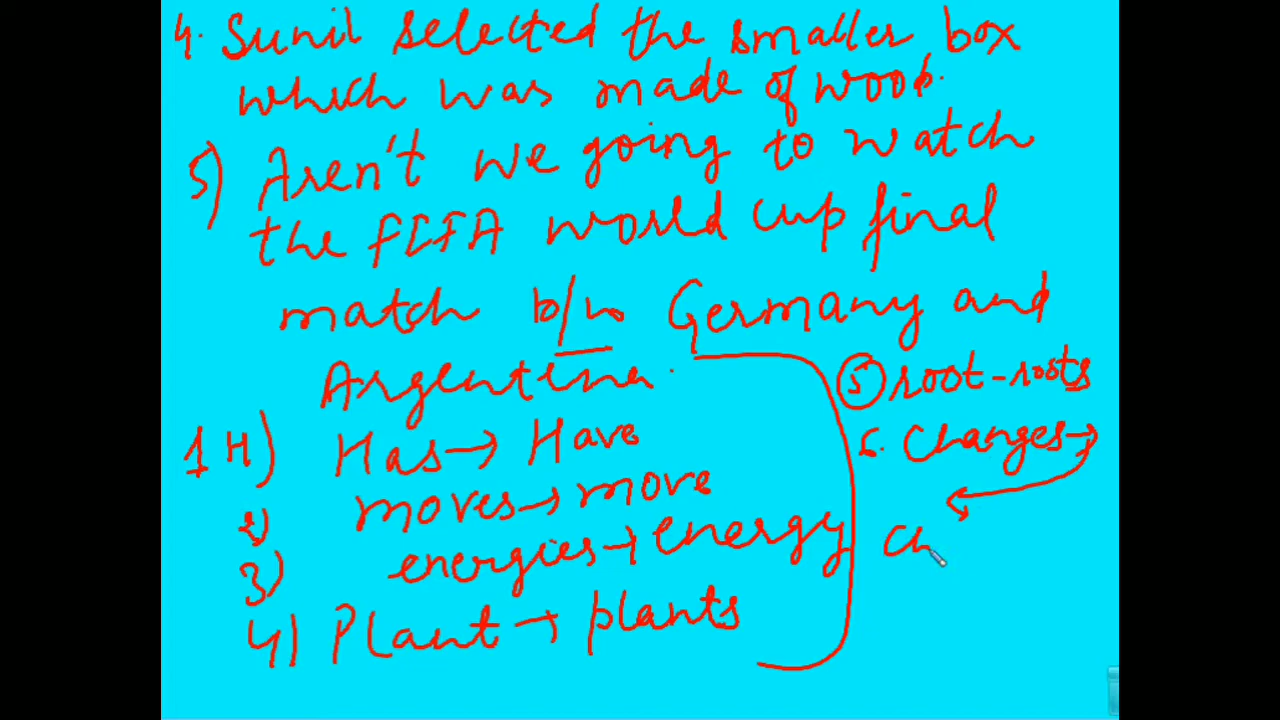 4. Sunil selected the smaller box
which was made of wood.
5) Aren't we going to watch
the FIFA world cup final
match b/w Germany and
Argentina.
14) Has → Have
2) moves → move
3) energies → energy
4) Plant → plants
5 root - roots
6. Changes →
Ch